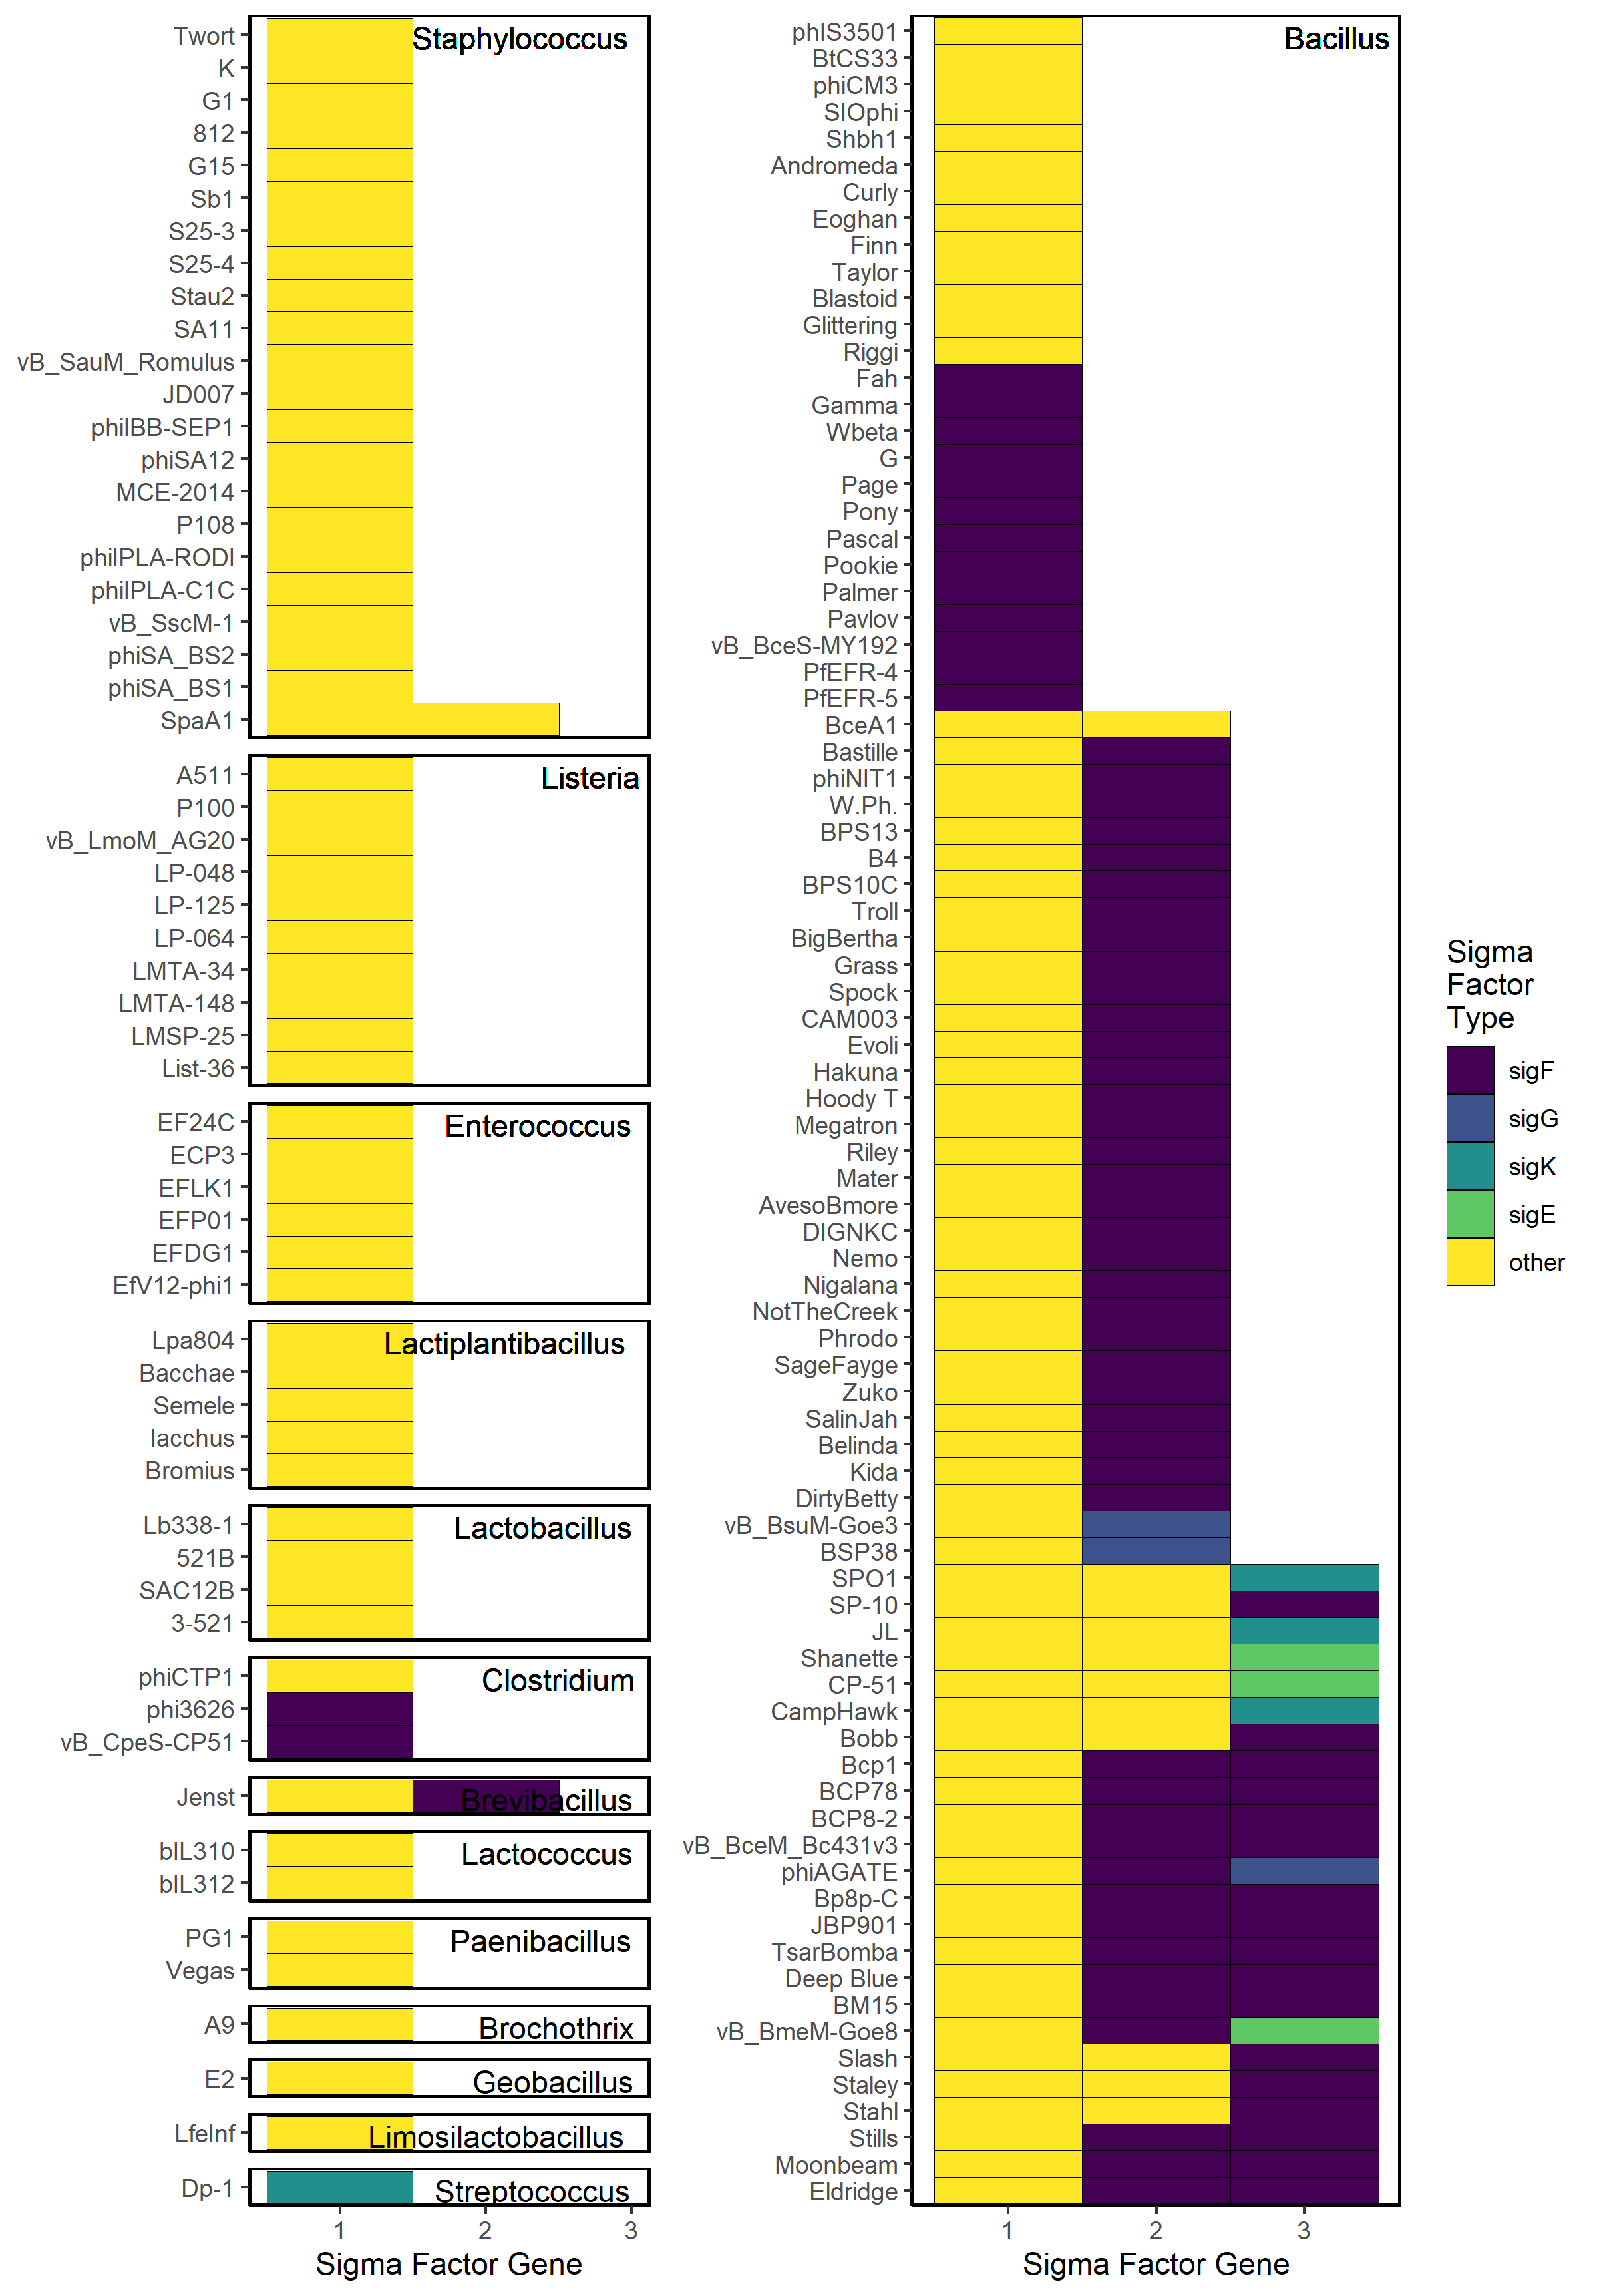 Staphylococcus
Twort
K
G1
812
G15
Sb1
S25-3
S25-4
Stau2
SA11
vB_SauM_Romulus
JD007
phiIBB-SEP1
phiSA12
MCE-2014
P108
phiIPLA-RODI
phiIPLA-C1C
vB_SscM-1
phiSA_BS2
phiSA_BS1
SpaA1
Listeria
A511
P100
vB_LmoM_AG20
LP-048
LP-125
LP-064
LMTA-34
LMTA-148
LMSP-25
List-36
Enterococcus
EF24C
ECP3
EFLK1
EFP01
EFDG1
EfV12-phi1
Lactiplantibacillus
Lpa804
Bacchae
Semele
Iacchus
Bromius
Lactobacillus
Lb338-1
521B
SAC12B
3-521
Clostridium
phiCTP1
phi3626
vB_CpeS-CP51
Brevibacillus
Jenst
Lactococcus
bIL310
bIL312
Paenibacillus
PG1
Vegas
Brochothrix
A9
Geobacillus
E2
Limosilactobacillus
LfeInf
Streptococcus
Dp-1
1 2 3
Sigma Factor Gene
Bacillus
phIS3501
BtCS33
phiCM3
SIOphi
Shbh1
Andromeda
Curly
Eoghan
Finn
Taylor
Blastoid
Glittering
Riggi
Fah
Gamma
Wbeta
G
Page
Pony
Pascal
Pookie
Palmer
Pavlov
vB_BceS-MY192
PfEFR-4
PfEFR-5
BceA1
Bastille
phiNIT1
W.Ph.
BPS13
B4
BPS10C
Troll
BigBertha
Grass
Spock
CAM003
Evoli
Hakuna
Hoody T
Megatron
Riley
Mater
AvesoBmore
DIGNKC
Nemo
Nigalana
NotTheCreek
Phrodo
SageFayge
Zuko
SalinJah
Belinda
Kida
DirtyBetty
vB_BsuM-Goe3
BSP38
SPO1
SP-10
JL
Shanette
CP-51
CampHawk
Bobb
Bcp1
BCP78
BCP8-2
vB_BceM_Bc431v3
phiAGATE
Bp8p-C
JBP901
TsarBomba
Deep Blue
BM15
vB_BmeM-Goe8
Slash
Staley
Stahl
Stills
Moonbeam
Eldridge
1 2 3
Sigma Factor Gene
Sigma
Factor
Type
sigF
sigG
sigK
sigE
other